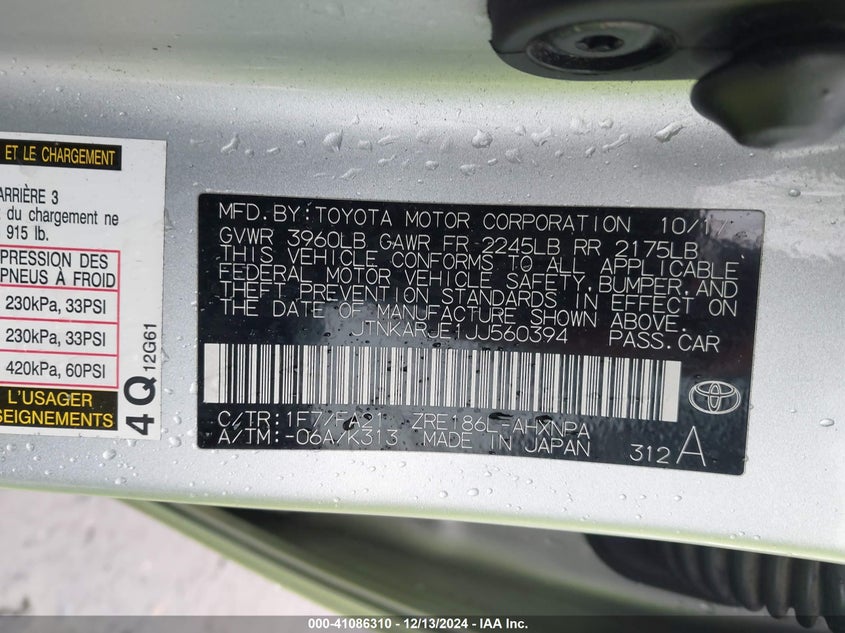 ET LE CHARGEMENT
ARRIÈRE 3
du chargement ne
915 lb.
PRESSION DES
PNEUS À FROID
230kPa, 33PSI
230kPa, 33PSI
420kPa, 60PSI
L'USAGER
SEIGNEMENTS
4Q 12G61
MFD.BY:TOYOTA MOTOR CORPORATION 10/17
GVWR 3960LB GAWR FR 2245LB RR 2175LB
THIS VEHICLE CONFORMS TO ALL APPLICABLE
FEDERAL MOTOR VEHICLE SAFETY,BUMPER,AND
THEFT PREVENTION STANDARDS IN EFFECT ON
THE DATE OF MANUFACTURE SHOWN ABOVE.
JTNKARJE1JJ560394 PASS.CAR
C/TR:1F7/FA21 ZRE186L-AHXNPA
A/TM:-06A/K313 MADE IN JAPAN 312A
000-41086310 - 12/13/2024 - IAA Inc.